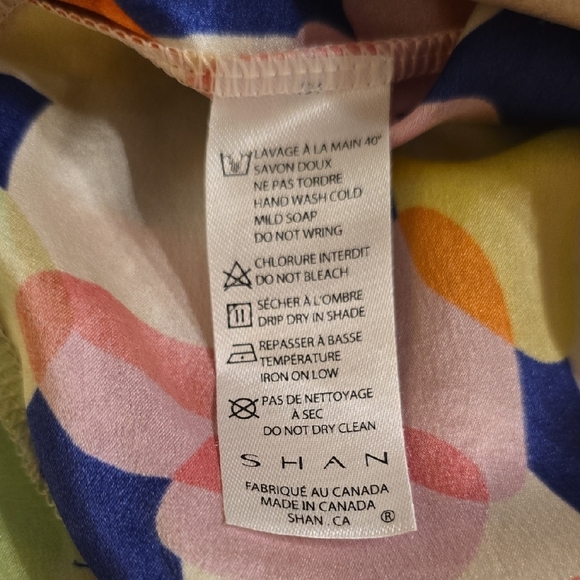 LAVAGE À LA MAIN 40°
SAVON DOUX
NE PAS TORDRE
HAND WASH COLD
MILD SOAP
DO NOT WRING
CHLORURE INTERDIT
DO NOT BLEACH
SÉCHER À L'OMBRE
DRIP DRY IN SHADE
REPASSER À BASSE
TEMPÉRATURE
IRON ON LOW
PAS DE NETTOYAGE
À SEC
DO NOT DRY CLEAN
SHAN
FABRIQUÉ AU CANADA
MADE IN CANADA
SHAN.CA ®